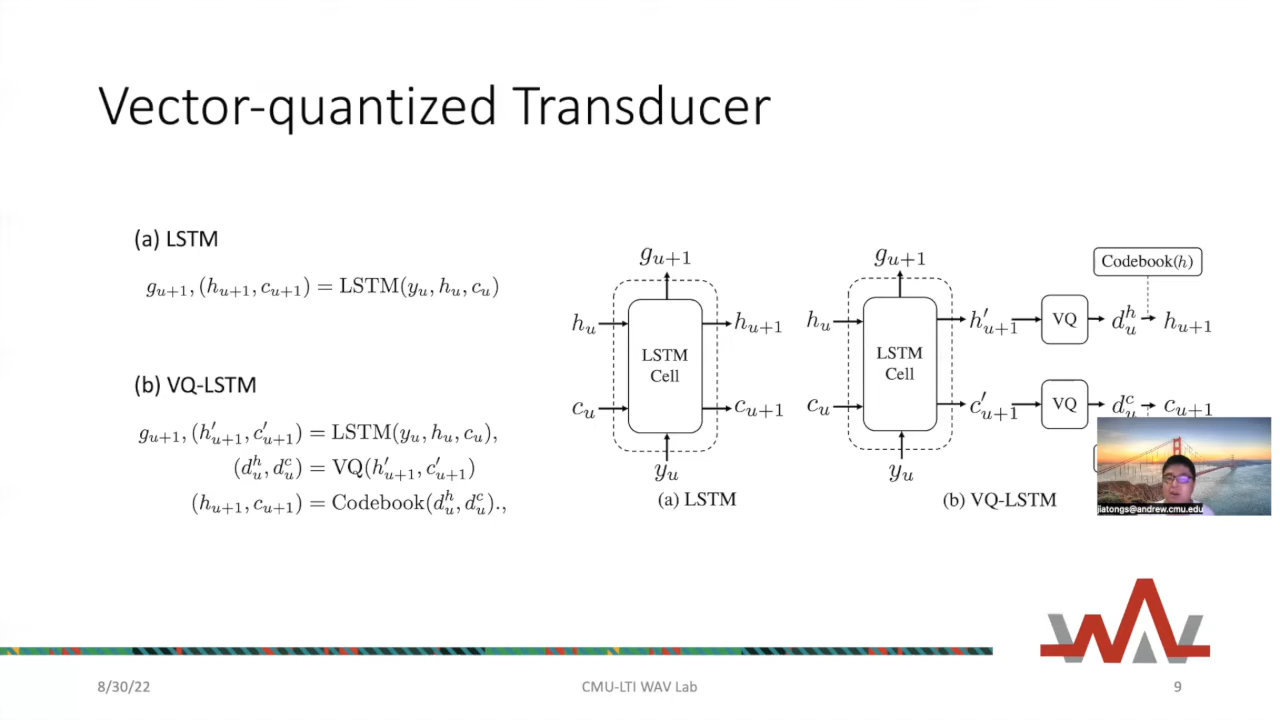 Vector-quantized Transducer
(a) LSTM
g_{u+1}, (h_{u+1}, c_{u+1}) = LSTM(y_u, h_u, c_u)
(b) VQ-LSTM
g_{u+1}, (h'_{u+1}, c'_{u+1}) = LSTM(y_u, h_u, c_u),
(d^h_u, d^c_u) = VQ(h'_{u+1}, c'_{u+1})
(h_{u+1}, c_{u+1}) = Codebook(d^h_u, d^c_u).,
g_{u+1}
h_u
LSTM
Cell
h_{u+1}
c_u
c_{u+1}
y_u
(a) LSTM
g_{u+1}
Codebook(h)
h_u
LSTM
Cell
h'_{u+1}
VQ
d^h_u
h_{u+1}
c_u
c'_{u+1}
VQ
d^c_u
c_{u+1}
y_u
(b) VQ-LSTM
jiatongs@andrew.cmu.edu
WAV
8/30/22
CMU-LTI WAV Lab
9